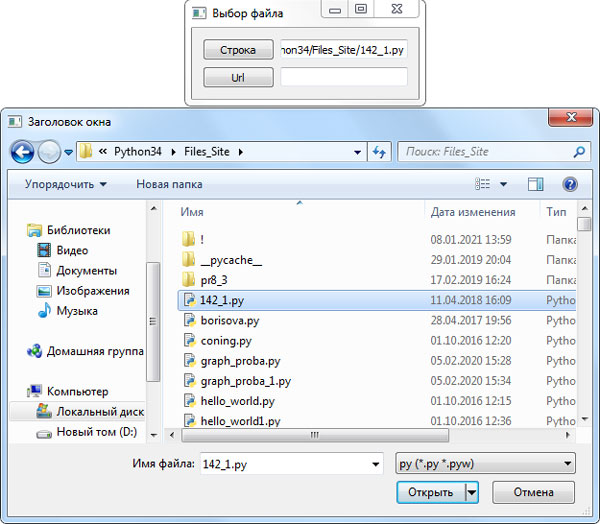 Выбор файла
Строка hon34/Files_Site/142_1.py
Url
Заголовок окна
« Python34 Files_Site Поиск: Files_Site
Упорядочить Новая папка
Имя Дата изменения Тип
Библиотеки
Видео
Документы
Изображения
Музыка
Домашняя группа
Компьютер
Локальный диск
Новый том (D:)
! 08.01.2021 13:59 Папка
__pycache__ 29.01.2019 20:04 Папка
pr8_3 17.02.2019 16:24 Папка
142_1.py 11.04.2018 16:09 Pytho
borisova.py 28.04.2017 19:56 Pytho
coning.py 01.10.2016 12:20 Pytho
graph_proba.py 05.02.2020 15:28 Pytho
graph_proba_1.py 05.02.2020 15:34 Pytho
hello_world.py 01.10.2016 12:15 Pytho
hello_world1.py 01.10.2016 12:36 Pytho
Имя файла: 142_1.py py (*.py *.pyw)
Открыть Отмена